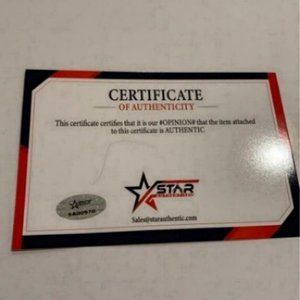 CERTIFICATE
OF AUTHENTICITY
This certificate certifies that it is our #OPINION# that the item attached
to this certificate is AUTHENTIC
STAR
AUTHENTIC
Sales@starauthentic.com